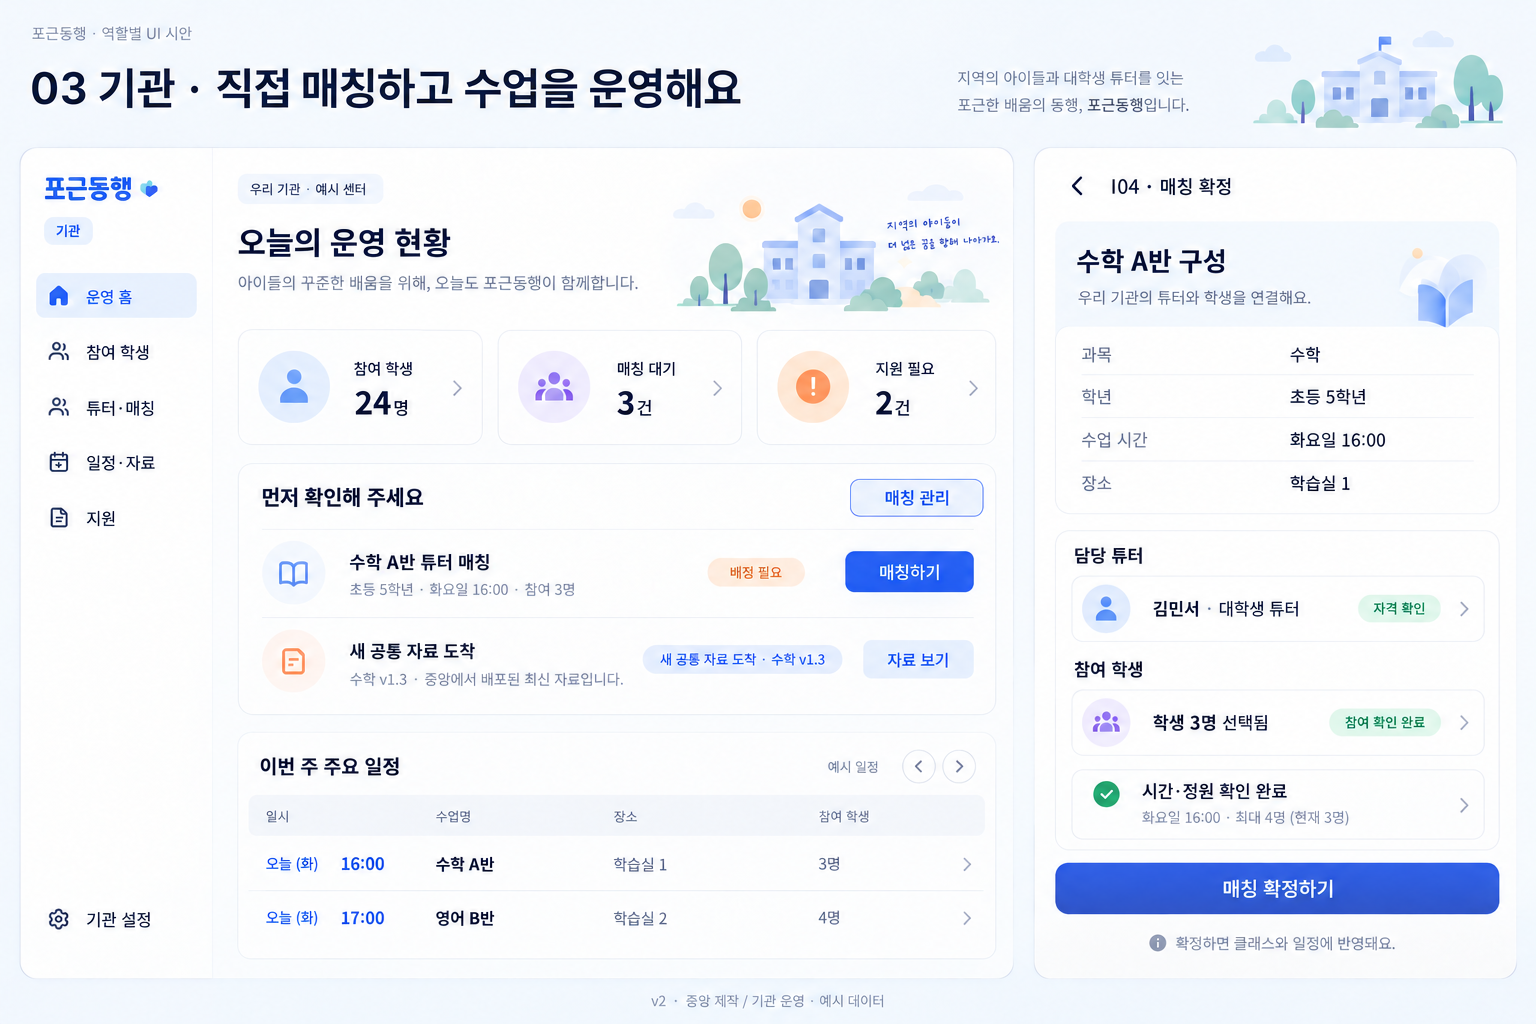 포근동행 · 역할별 UI 시안
03 기관 · 직접 매칭하고 수업을 운영해요
지역의 아이들과 대학생 튜터를 잇는
포근한 배움의 동행, 포근동행입니다.
포근동행
기관
운영 홈
참여 학생
튜터·매칭
일정·자료
지원
기관 설정
우리 기관 · 예시 센터
오늘의 운영 현황
아이들의 꾸준한 배움을 위해, 오늘도 포근동행이 함께합니다.
지역의 아이들이
더 넓은 꿈을 향해 나아가요.
참여 학생
24명
매칭 대기
3건
지원 필요
2건
먼저 확인해 주세요
매칭 관리
수학 A반 튜터 매칭
초등 5학년 · 화요일 16:00 · 참여 3명
배정 필요
매칭하기
새 공통 자료 도착
수학 v1.3 · 중앙에서 배포된 최신 자료입니다.
새 공통 자료 도착 · 수학 v1.3
자료 보기
이번 주 주요 일정
예시 일정
일시 수업명 장소 참여 학생
오늘 (화) 16:00 수학 A반 학습실 1 3명
오늘 (화) 17:00 영어 B반 학습실 2 4명
I04 · 매칭 확정
수학 A반 구성
우리 기관의 튜터와 학생을 연결해요.
과목 수학
학년 초등 5학년
수업 시간 화요일 16:00
장소 학습실 1
담당 튜터
김민서 · 대학생 튜터
자격 확인
참여 학생
학생 3명 선택됨
참여 확인 완료
시간·정원 확인 완료
화요일 16:00 · 최대 4명 (현재 3명)
매칭 확정하기
확정하면 클래스와 일정에 반영돼요.
v2 · 중앙 제작 / 기관 운영 · 예시 데이터